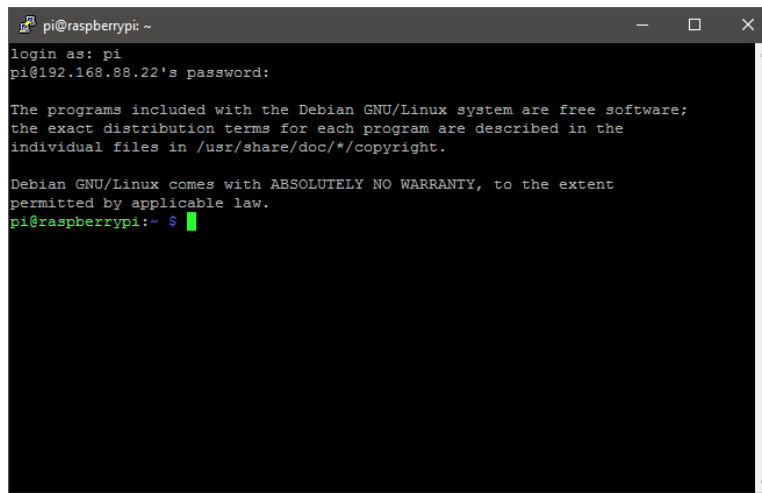 pi@raspberrypi: ~
login as: pi
pi@192.168.88.22's password:
The programs included with the Debian GNU/Linux system are free software;
the exact distribution terms for each program are described in the
individual files in /usr/share/doc/*/copyright.
Debian GNU/Linux comes with ABSOLUTELY NO WARRANTY, to the extent
permitted by applicable law.
pi@raspberrypi:~ $